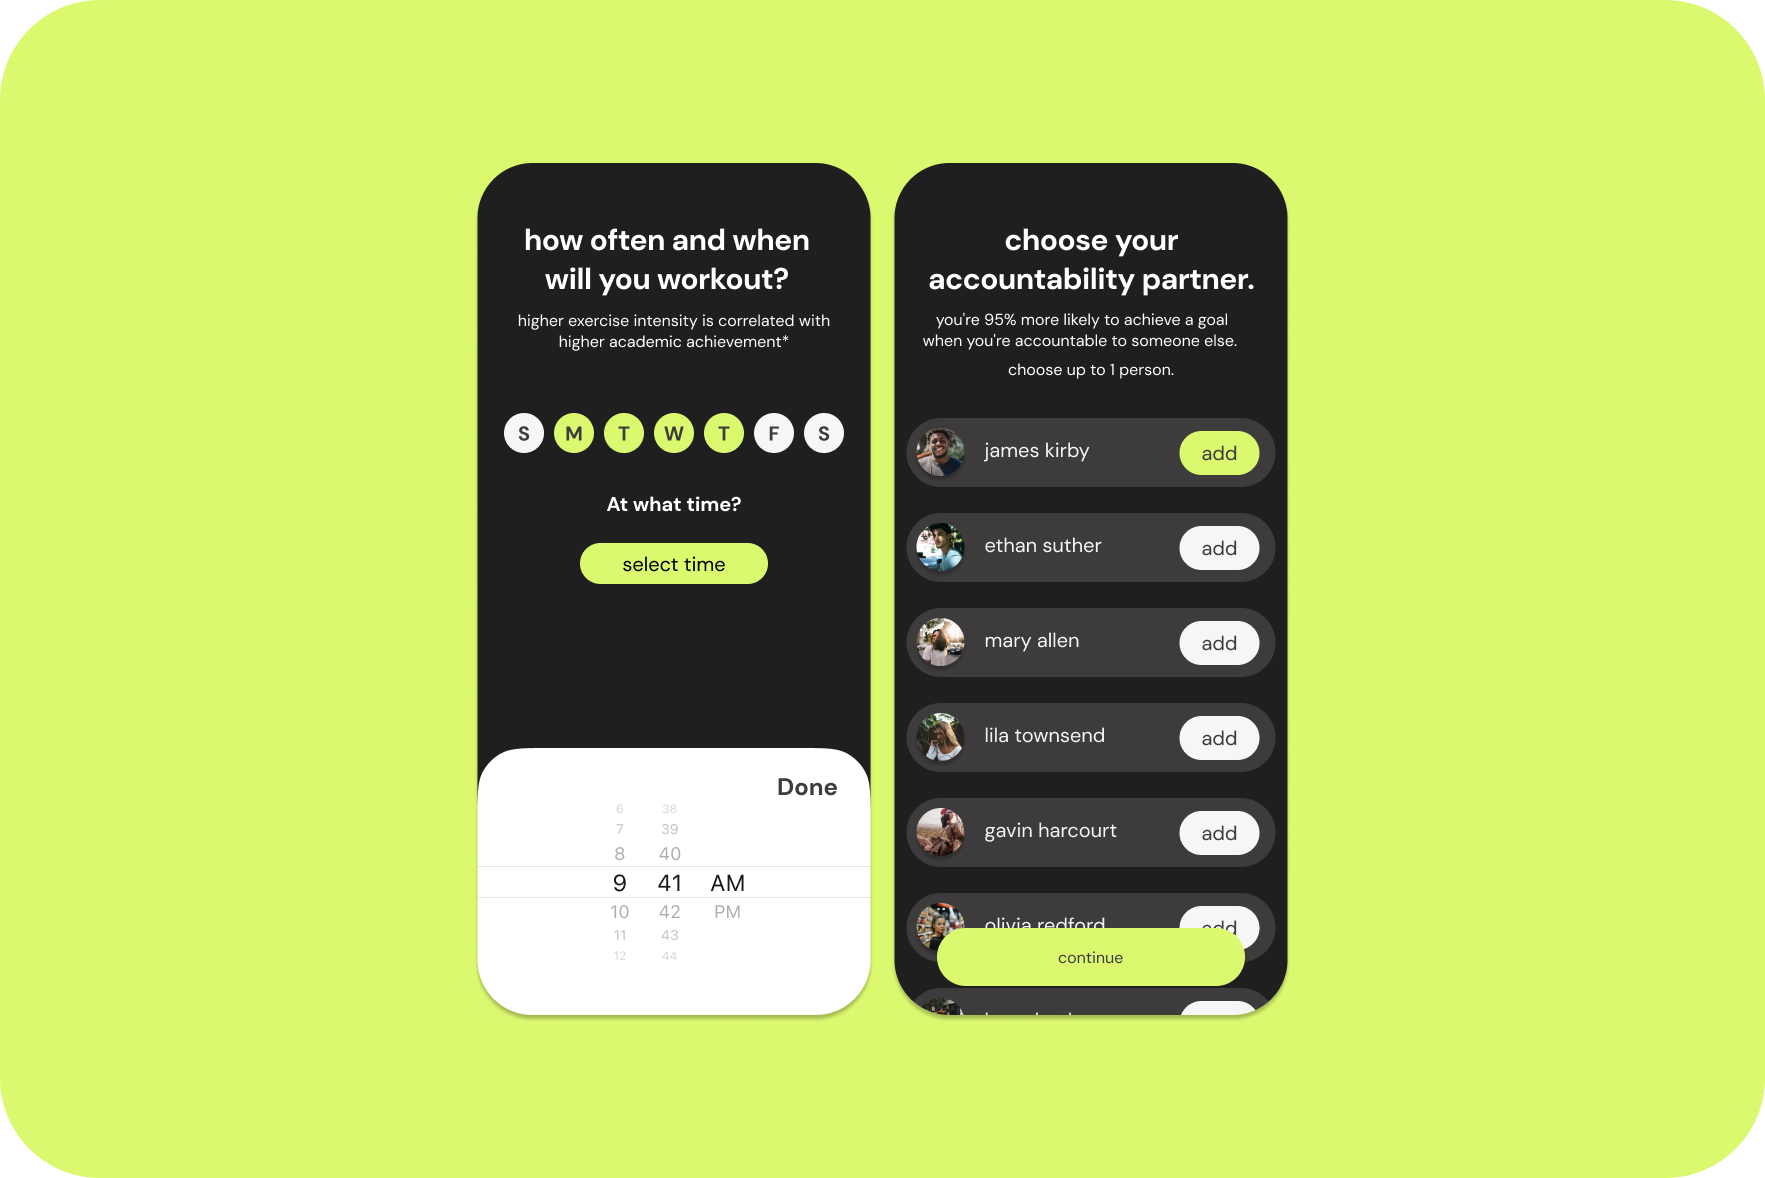 how often and when
will you workout?
higher exercise intensity is correlated with
higher academic achievement*
S M T W T F S
At what time?
select time
Done
6 38
7 39
8 40
9 41 AM
10 42 PM
11 43
12 44
choose your
accountability partner.
you're 95% more likely to achieve a goal
when you're accountable to someone else.
choose up to 1 person.
james kirby add
ethan suther add
mary allen add
lila townsend add
gavin harcourt add
olivia redford add
continue